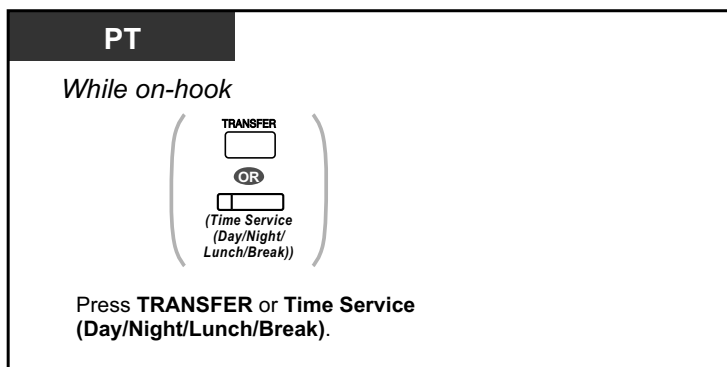 PT
While on-hook
TRANSFER
OR
(Time Service
(Day/Night/
Lunch/Break))
Press TRANSFER or Time Service
(Day/Night/Lunch/Break).